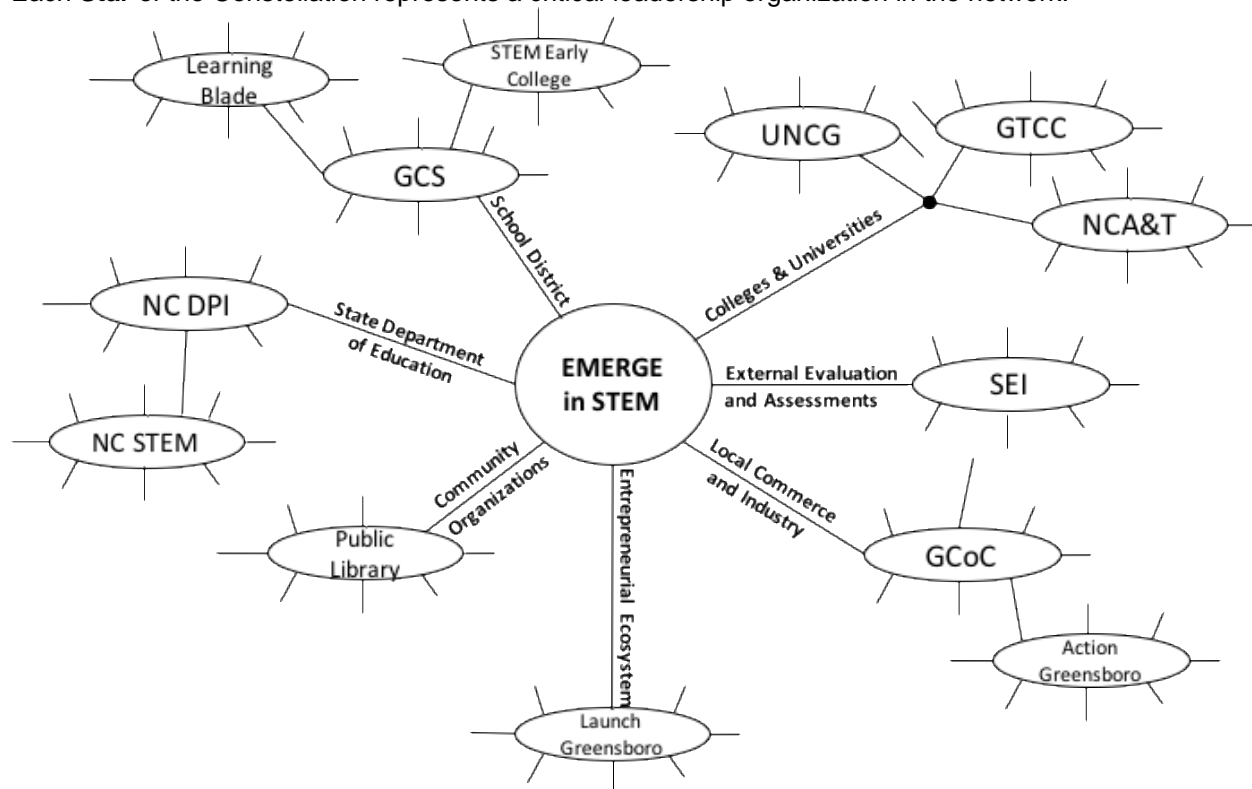 Each Star of the Constellation represents a critical leadership organization in the network.
Learning
Blade
STEM Early
College
GCS
School District
UNCG
GTCC
NCA&T
Colleges & Universities
NC DPI
State Department
of Education
NC STEM
EMERGE
in STEM
External Evaluation
and Assessments
SEI
Local Commerce
and Industry
GCoC
Action
Greensboro
Community
Organizations
Public
Library
Entrepreneurial Ecosystem
Launch
Greensboro